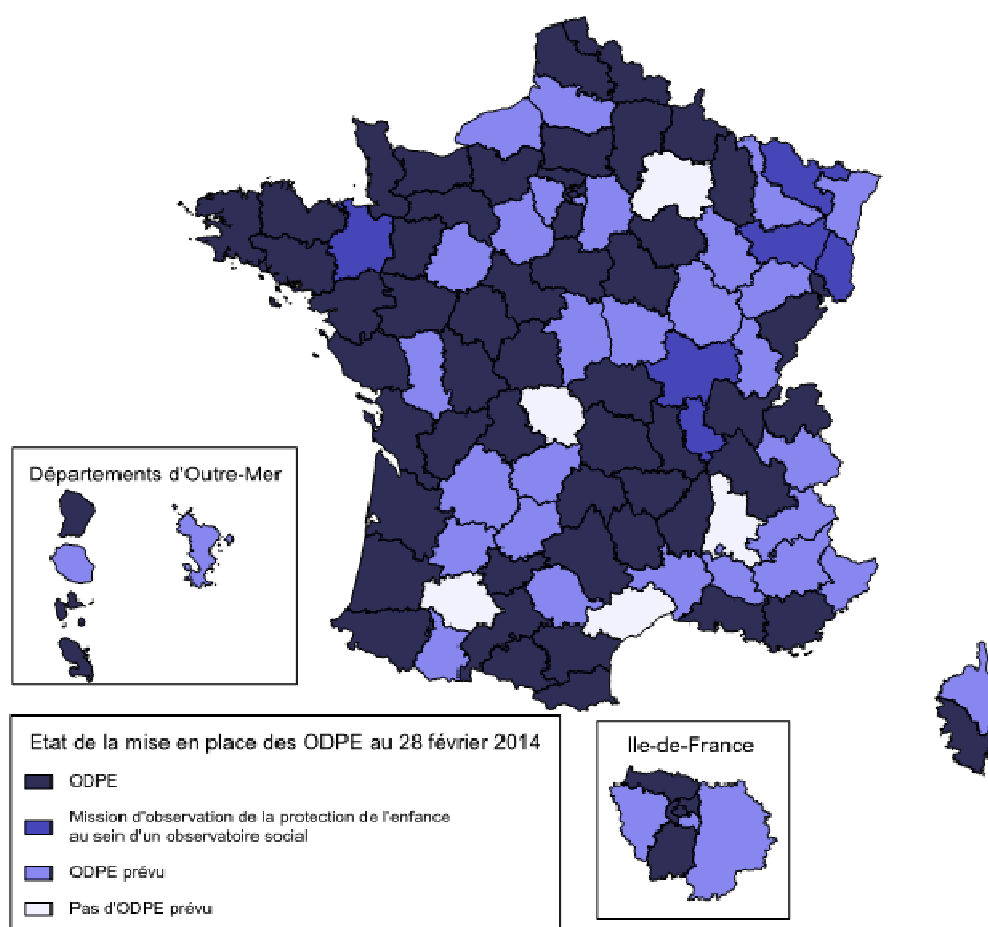 Départements d'Outre-Mer
Etat de la mise en place des ODPE au 28 février 2014
ODPE
Mission d'observation de la protection de l'enfance
au sein d'un observatoire social
ODPE prévu
Pas d'ODPE prévu
Ile-de-France